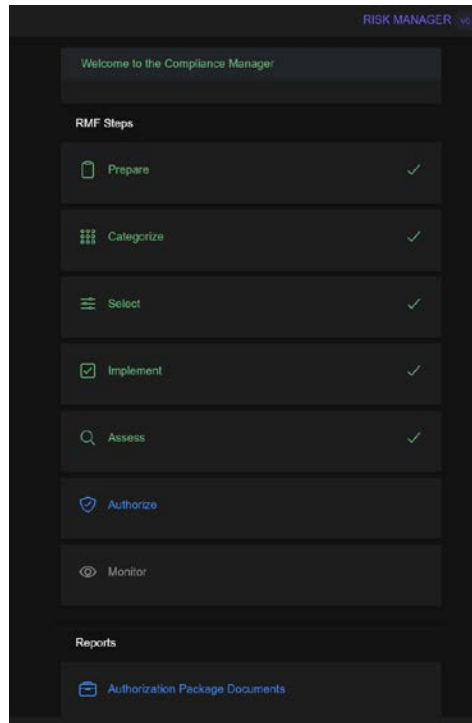 RISK MANAGER
Welcome to the Compliance Manager
RMF Steps
Prepare
Categorize
Select
Implement
Assess
Authorize
Monitor
Reports
Authorization Package Documents